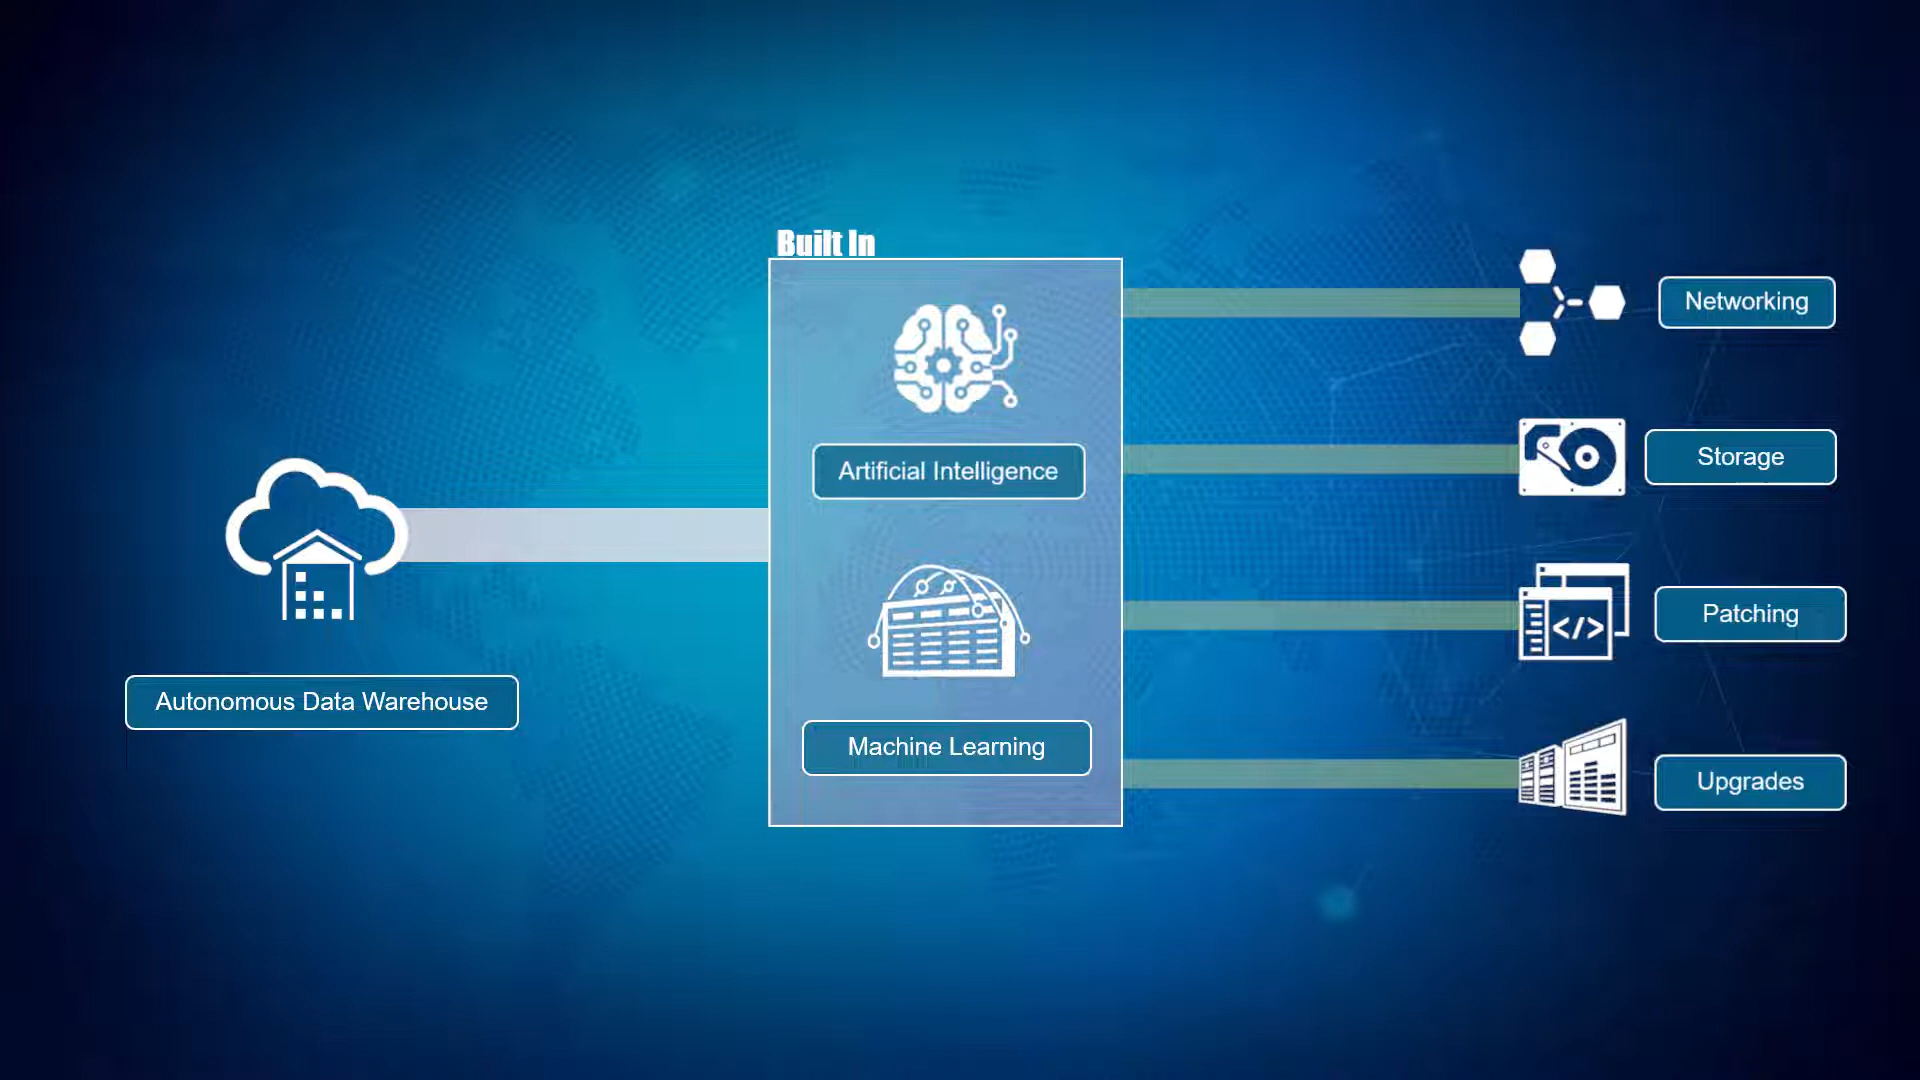 Built In
Artificial Intelligence
Machine Learning
Autonomous Data Warehouse
Networking
Storage
Patching
</>
Upgrades